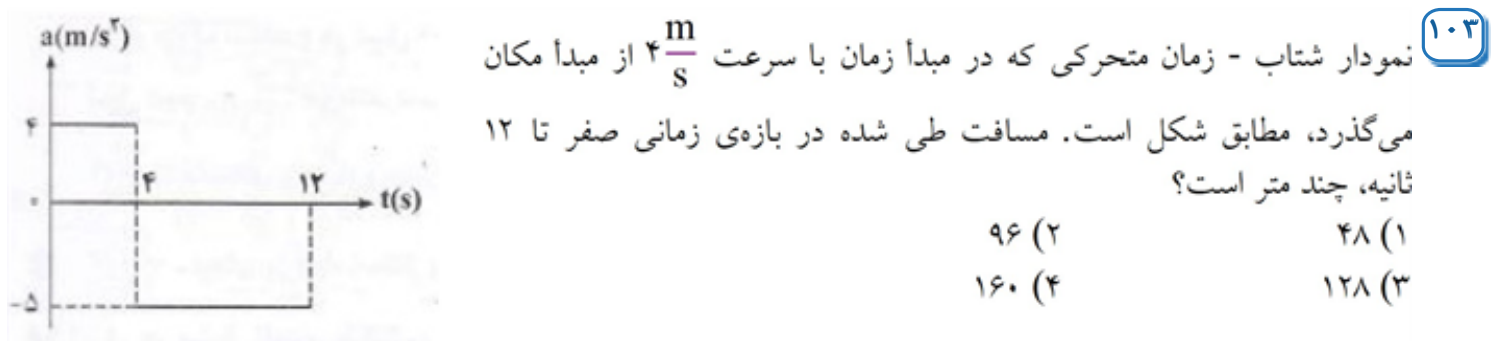 ۱۰۳
نمودار شتاب - زمان متحرکی که در مبدأ زمان با سرعت ۴ m/s از مبدأ مکان
می‌گذرد، مطابق شکل است. مسافت طی شده در بازه‌ی زمانی صفر تا ۱۲
ثانیه، چند متر است؟
۱) ۴۸ ۲) ۹۶
۳) ۱۲۸ ۴) ۱۶۰
a(m/s²)
۴
۴ ۱۲
۰ t(s)
-۵